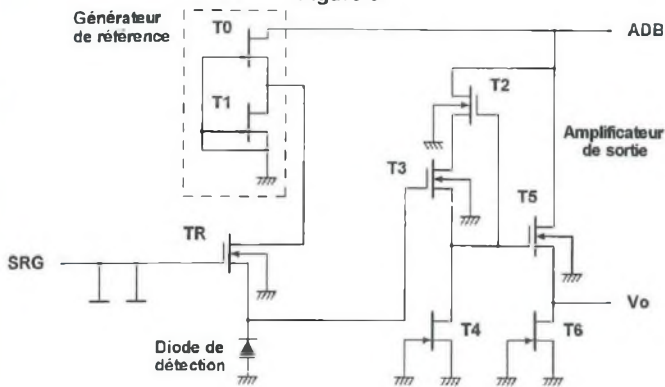 Générateur
de référence
T0
ADB
T1
T2
Amplificateur
de sortie
T3
T5
TR
SRG
Vo
T4
T6
Diode de
détection